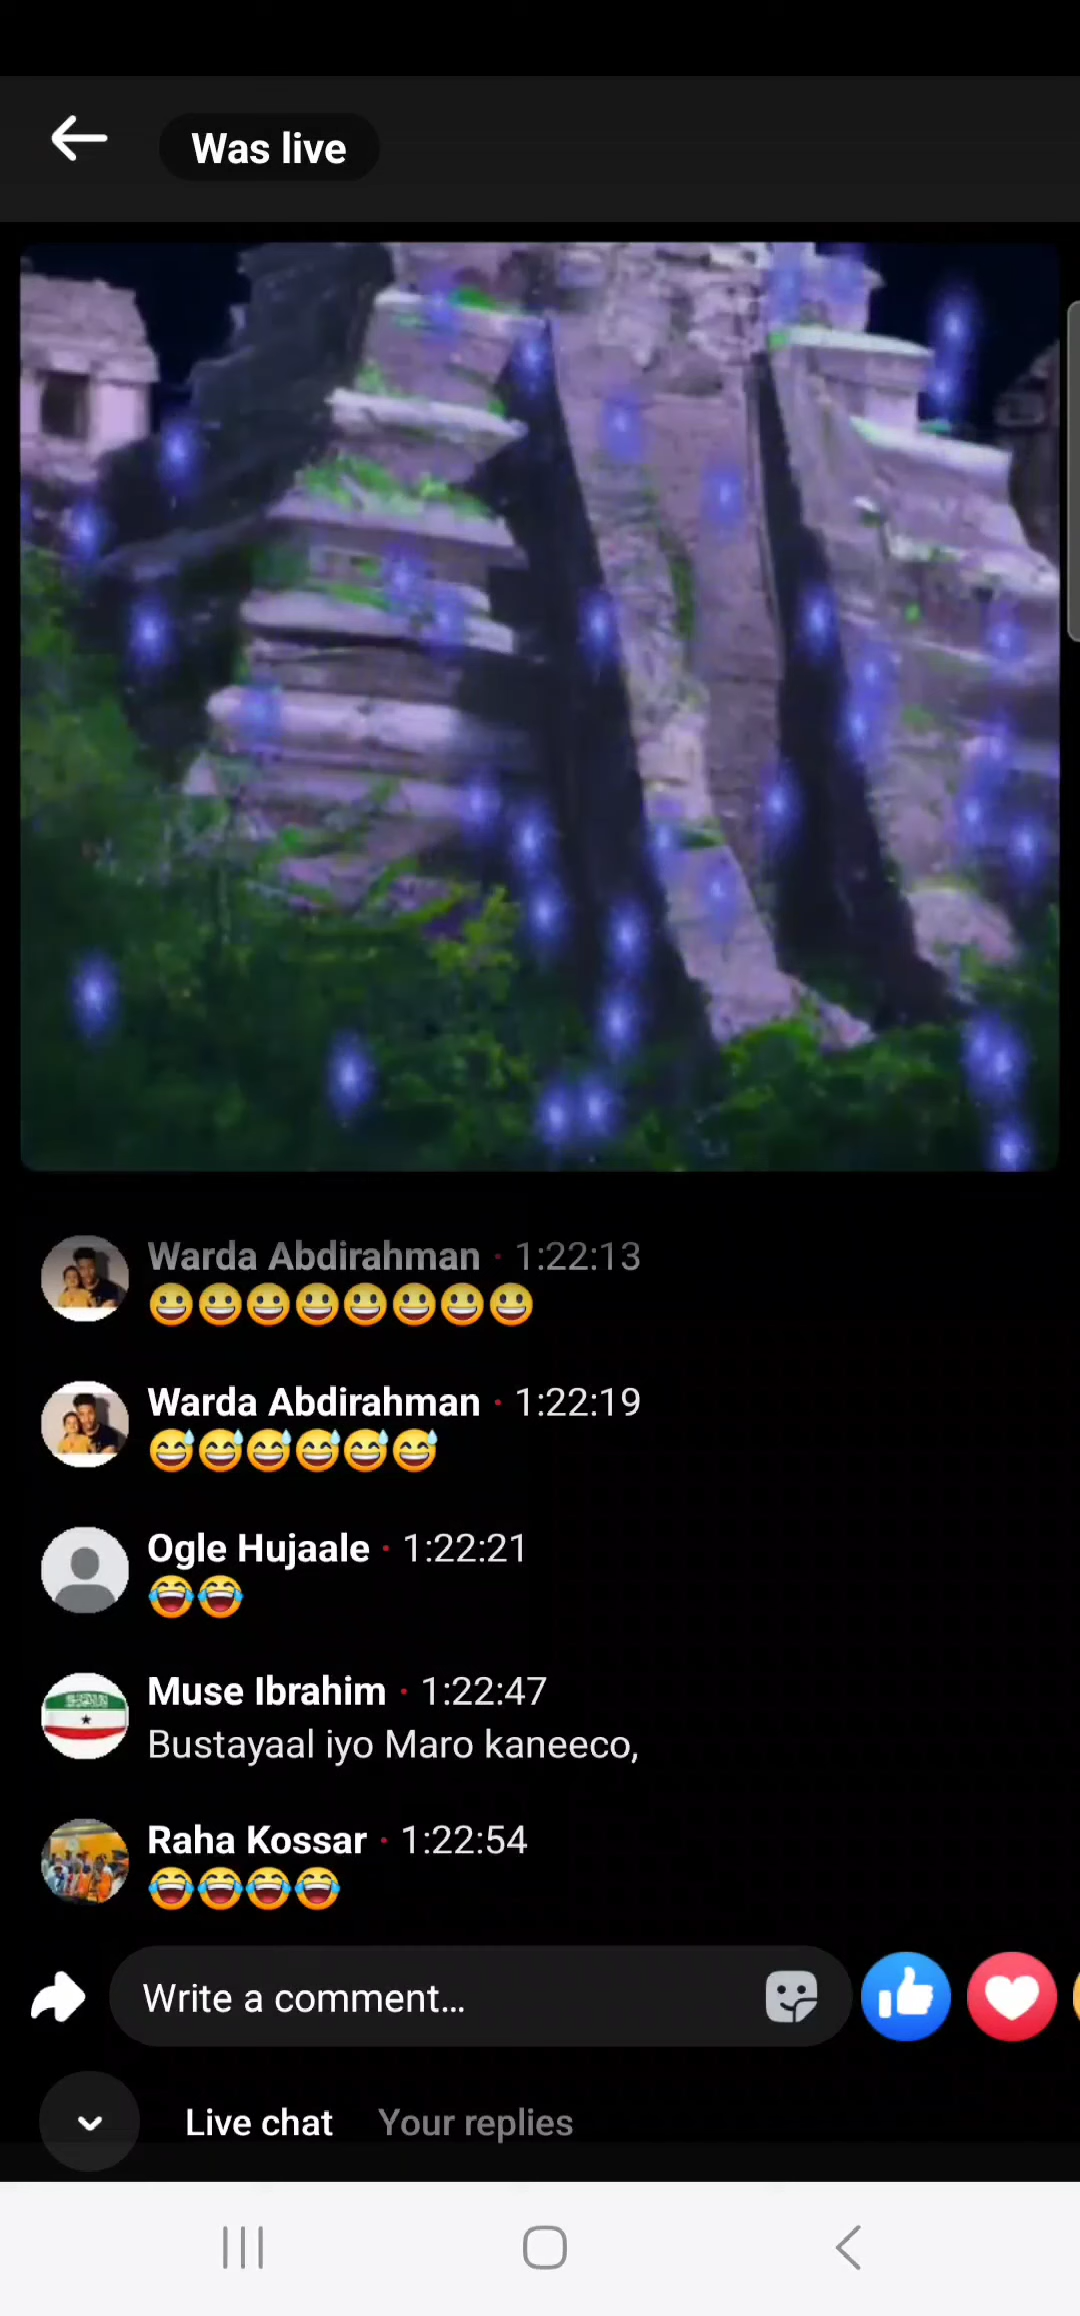 Was live
Warda Abdirahman · 1:22:13
😀😀😀😀😀😀😀😀
Warda Abdirahman · 1:22:19
😅😅😅😅😅😅
Ogle Hujaale · 1:22:21
😂😂
Muse Ibrahim · 1:22:47
Bustayaal iyo Maro kaneeco,
Raha Kossar · 1:22:54
😂😂😂😂
Write a comment...
Live chat Your replies